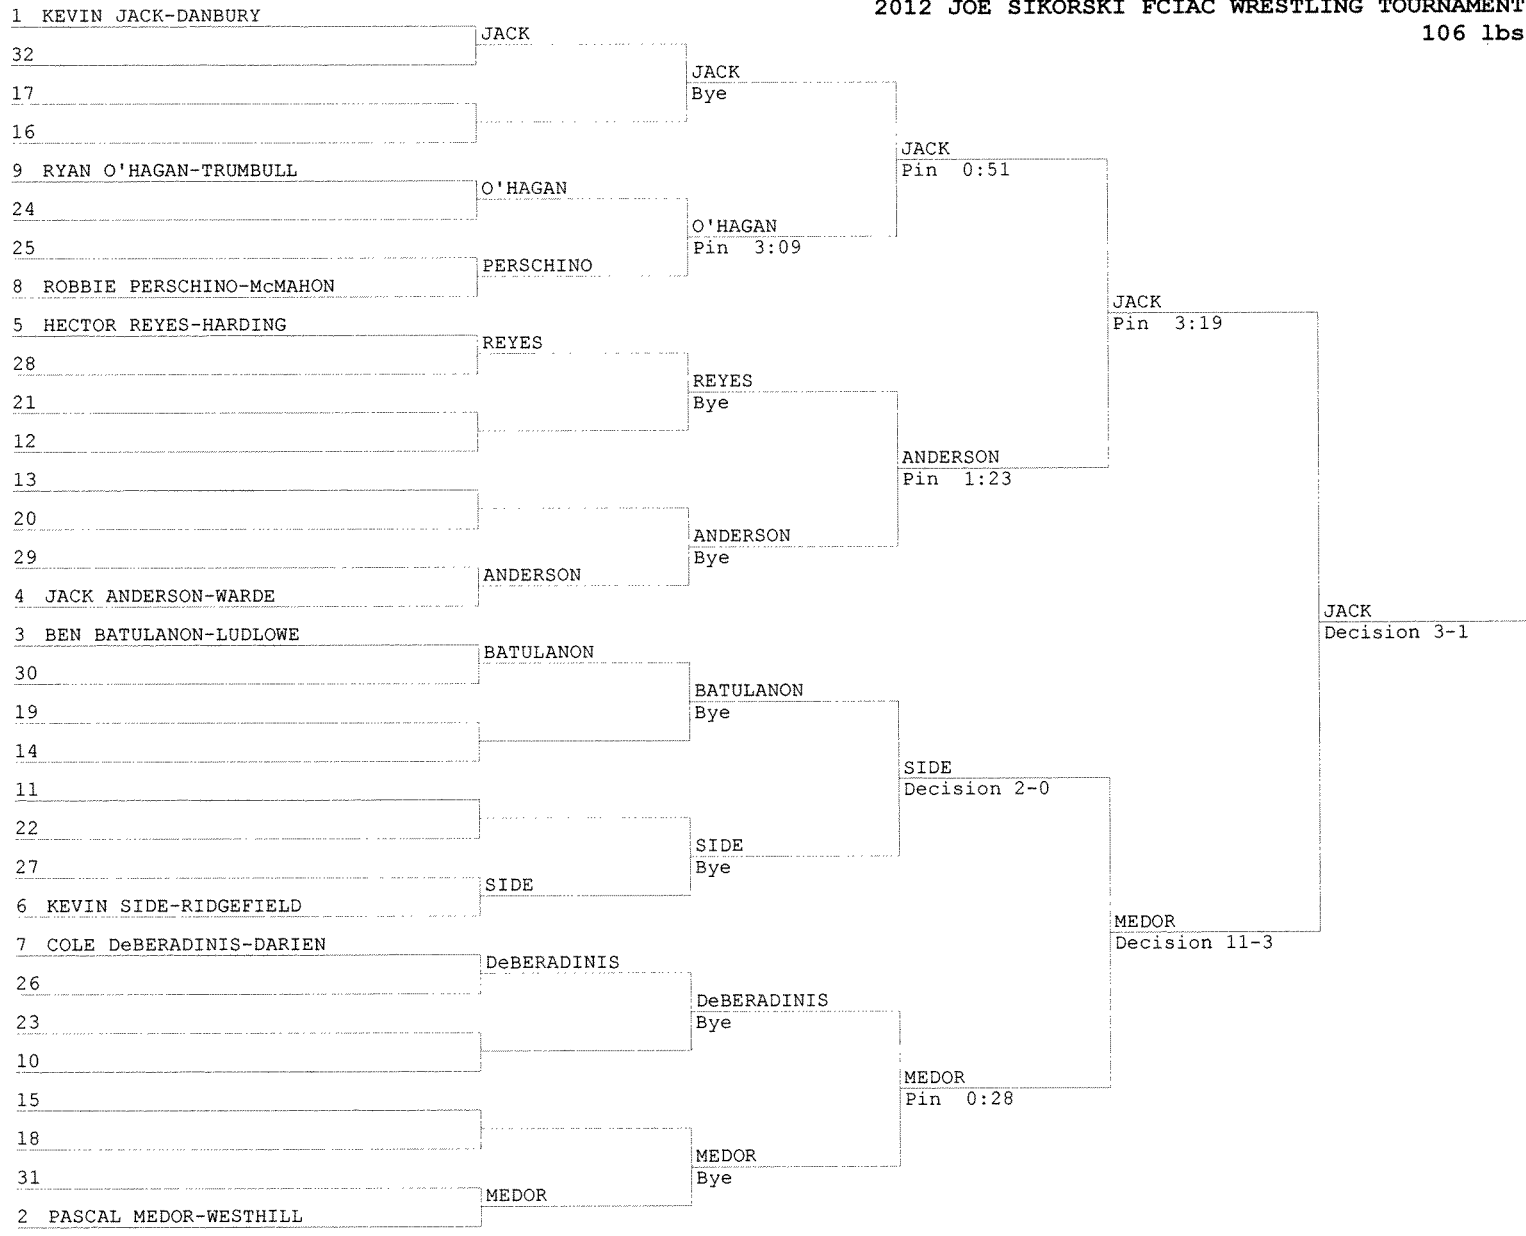 2012 JOE SIKORSKI FCIAC WRESTLING TOURNAMENT
106 lbs
1 KEVIN JACK-DANBURY
32
17
16
9 RYAN O'HAGAN-TRUMBULL
24
25
8 ROBBIE PERSCHINO-McMAHON
5 HECTOR REYES-HARDING
28
21
12
13
20
29
4 JACK ANDERSON-WARDE
3 BEN BATULANON-LUDLOWE
30
19
14
11
22
27
6 KEVIN SIDE-RIDGEFIELD
7 COLE DeBERADINIS-DARIEN
26
23
10
15
18
31
2 PASCAL MEDOR-WESTHILL
JACK
O'HAGAN
PERSCHINO
REYES
ANDERSON
BATULANON
SIDE
DeBERADINIS
MEDOR
JACK
Bye
O'HAGAN
Pin 3:09
REYES
Bye
ANDERSON
Bye
BATULANON
Bye
SIDE
Bye
DeBERADINIS
Bye
MEDOR
Bye
JACK
Pin 0:51
ANDERSON
Pin 1:23
SIDE
Decision 2-0
MEDOR
Pin 0:28
JACK
Pin 3:19
MEDOR
Decision 11-3
JACK
Decision 3-1